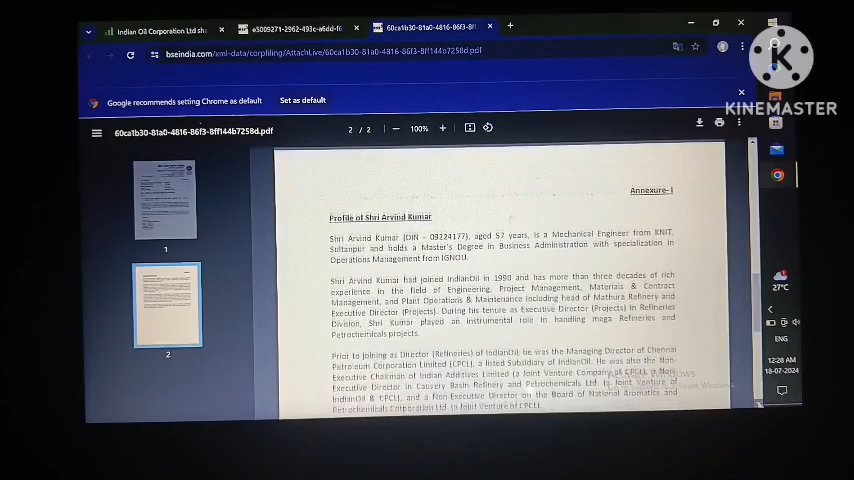 Indian Oil Corporation Ltd sha
e5009271-2962-493c-a6dd-f6
60ca1b30-81a0-4816-86f3-8ff
bseindia.com/xml-data/corpfiling/AttachLive/60ca1b30-81a0-4816-86f3-8ff144b7258d.pdf
Google recommends setting Chrome as default
Set as default
60ca1b30-81a0-4816-86f3-8ff144b7258d.pdf
2 / 2
100%
KINEMASTER
Annexure- I
Profile of Shri Arvind Kumar
Shri Arvind Kumar (DIN - 09224177), aged 57 years, is a Mechanical Engineer from KNIT,
Sultanpur and holds a Master's Degree in Business Administration with specialization in
Operations Management from IGNOU.
Shri Arvind Kumar had joined IndianOil in 1990 and has more than three decades of rich
experience in the field of Engineering, Project Management, Materials & Contract
Management, and Plant Operations & Maintenance including head of Mathura Refinery and
Executive Director (Projects). During his tenure as Executive Director (Projects) in Refineries
Division, Shri Kumar played an instrumental role in handling mega Refineries and
Petrochemicals projects.
Prior to joining as Director (Refineries) of IndianOil, he was the Managing Director of Chennai
Petroleum Corporation Limited (CPCL), a listed Subsidiary of IndianOil. He was also the Non-
Executive Chairman of Indian Additives Limited (a Joint Venture Company of CPCL), a Non
Executive Director in Cauvery Basin Refinery and Petrochemicals Ltd. (a Joint Venture of
IndianOil & CPCL), and a Non-Executive Director on the Board of National Aromatics and
Petrochemicals Corporation Ltd. (a Joint Venture of CPCL).
1
2
27°C
ENG
12:28 AM
18-07-2024